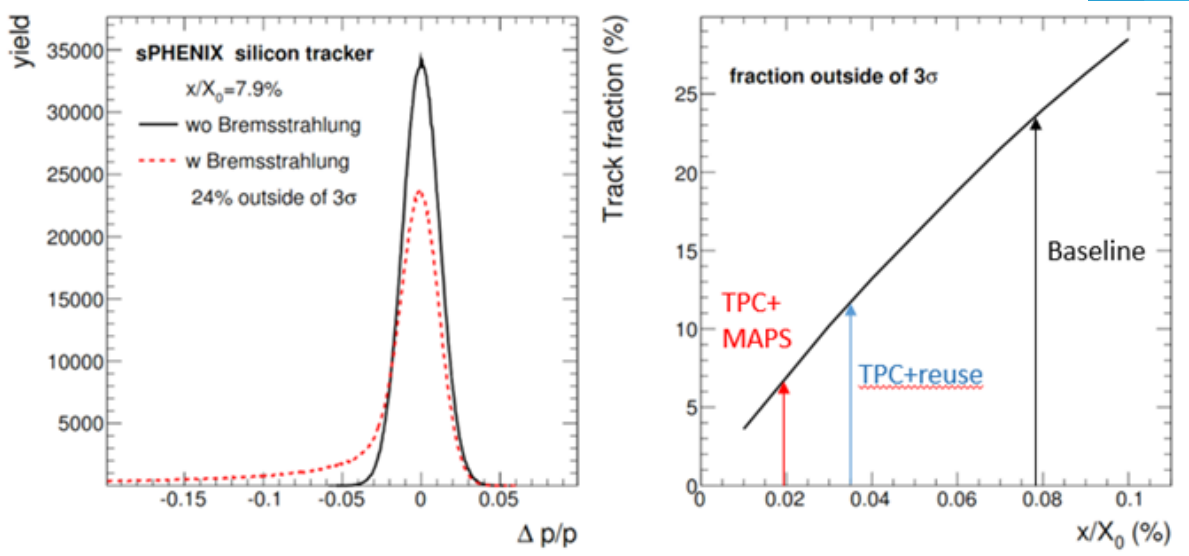 yield
35000
30000
25000
20000
15000
10000
5000
sPHENIX silicon tracker
x/X₀=7.9%
wo Bremsstrahlung
w Bremsstrahlung
24% outside of 3σ
-0.15
-0.1
-0.05
0
0.05
Δ p/p
Track fraction (%)
25
20
15
10
5
0
fraction outside of 3σ
Baseline
TPC+
MAPS
TPC+reuse
0
0.02
0.04
0.06
0.08
0.1
x/X₀ (%)